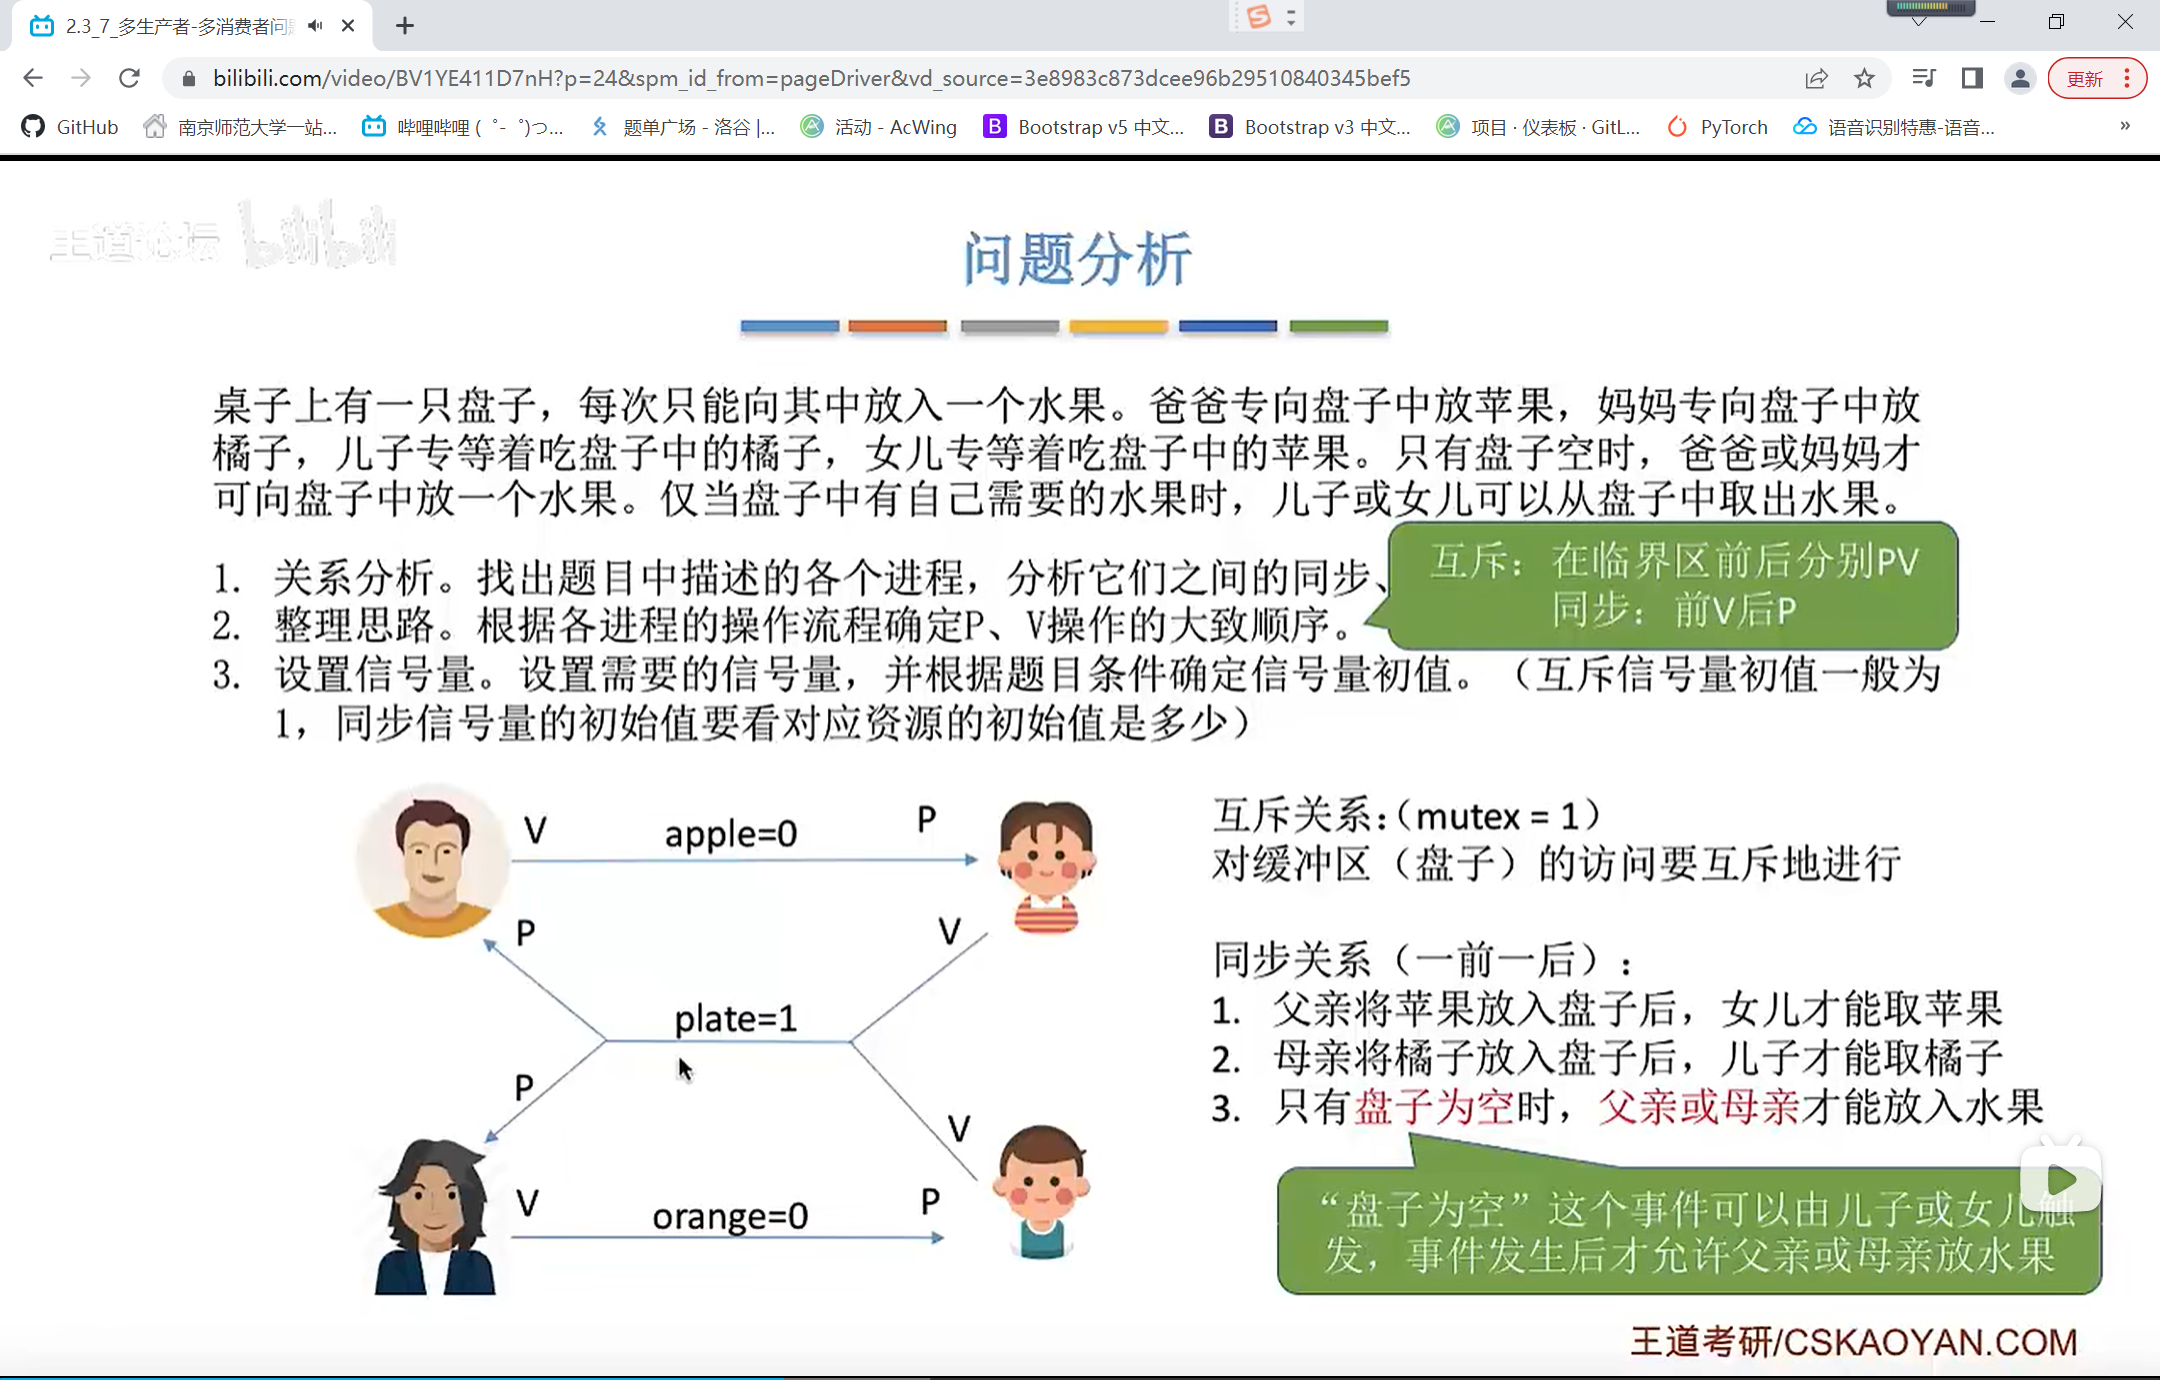 2.3_7_多生产者-多消费者问题
bilibili.com/video/BV1YE411D7nH?p=24&spm_id_from=pageDriver&vd_source=3e8983c873dcee96b29510840345bef5
更新
GitHub
南京师范大学一站...
哔哩哔哩 (゜-゜)つ...
题单广场 - 洛谷 |...
活动 - AcWing
Bootstrap v5 中文...
Bootstrap v3 中文...
项目 · 仪表板 · GitL...
PyTorch
语音识别特惠-语音...
»
王道论坛 bilibili
问题分析
桌子上有一只盘子，每次只能向其中放入一个水果。爸爸专向盘子中放苹果，妈妈专向盘子中放
橘子，儿子专等着吃盘子中的橘子，女儿专等着吃盘子中的苹果。只有盘子空时，爸爸或妈妈才
可向盘子中放一个水果。仅当盘子中有自己需要的水果时，儿子或女儿可以从盘子中取出水果。
1. 关系分析。找出题目中描述的各个进程，分析它们之间的同步、
2. 整理思路。根据各进程的操作流程确定P、V操作的大致顺序。
互斥：在临界区前后分别PV
同步：前V后P
3. 设置信号量。设置需要的信号量，并根据题目条件确定信号量初值。（互斥信号量初值一般为
1，同步信号量的初始值要看对应资源的初始值是多少）
V apple=0 P
P V
plate=1
P V
V orange=0 P
互斥关系：（mutex = 1）
对缓冲区（盘子）的访问要互斥地进行
同步关系（一前一后）：
1. 父亲将苹果放入盘子后，女儿才能取苹果
2. 母亲将橘子放入盘子后，儿子才能取橘子
3. 只有盘子为空时，父亲或母亲才能放入水果
“盘子为空”这个事件可以由儿子或女儿触
发，事件发生后才允许父亲或母亲放水果
王道考研/CSKAOYAN.COM